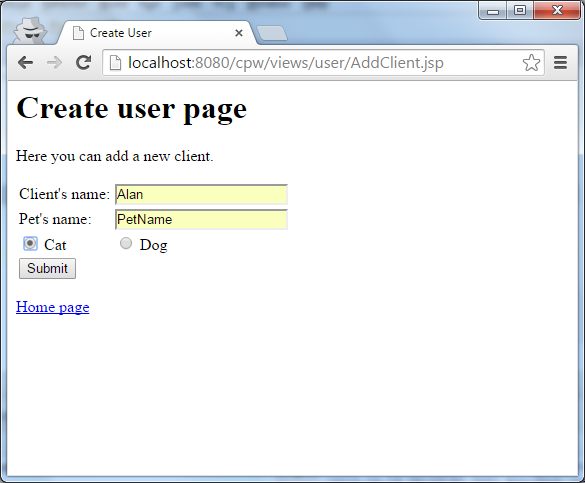 Create User
localhost:8080/cpw/views/user/AddClient.jsp
Create user page
Here you can add a new client.
Client's name: Alan
Pet's name: PetName
Cat Dog
Submit
Home page